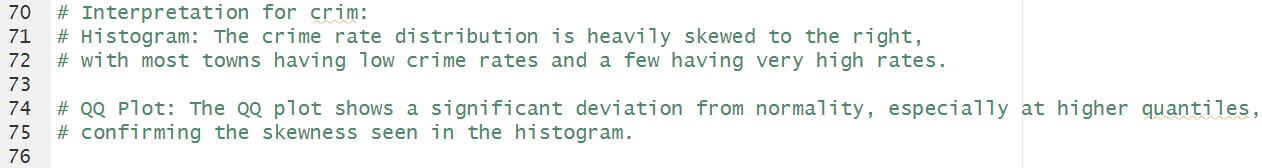 70 # Interpretation for crim:
71 # Histogram: The crime rate distribution is heavily skewed to the right,
72 # with most towns having low crime rates and a few having very high rates.
73
74 # QQ Plot: The QQ plot shows a significant deviation from normality, especially at higher quantiles,
75 # confirming the skewness seen in the histogram.
76